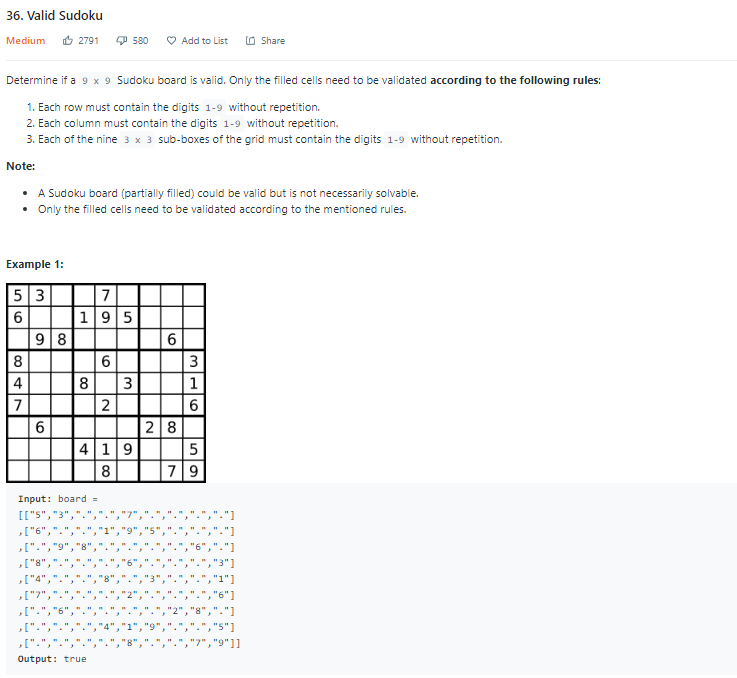 36. Valid Sudoku
Medium 2791 580 Add to List Share
Determine if a 9 x 9 Sudoku board is valid. Only the filled cells need to be validated according to the following rules:
1. Each row must contain the digits 1-9 without repetition.
2. Each column must contain the digits 1-9 without repetition.
3. Each of the nine 3 x 3 sub-boxes of the grid must contain the digits 1-9 without repetition.
Note:
• A Sudoku board (partially filled) could be valid but is not necessarily solvable.
• Only the filled cells need to be validated according to the mentioned rules.
Example 1:
5 3 7
6 1 9 5
9 8 6
8 6 3
4 8 3 1
7 2 6
6 2 8
4 1 9 5
8 7 9
Input: board =
[["5","3",".",".","7",".",".",".","."]
,["6",".",".","1","9","5",".",".","."]
,[".","9","8",".",".",".",".","6","."]
,["8",".",".",".","6",".",".",".","3"]
,["4",".",".","8",".","3",".",".","1"]
,["7",".",".",".","2",".",".",".","6"]
,[".","6",".",".",".",".","2","8","."]
,[".",".",".","4","1","9",".",".","5"]
,[".",".",".",".","8",".",".","7","9"]]
Output: true